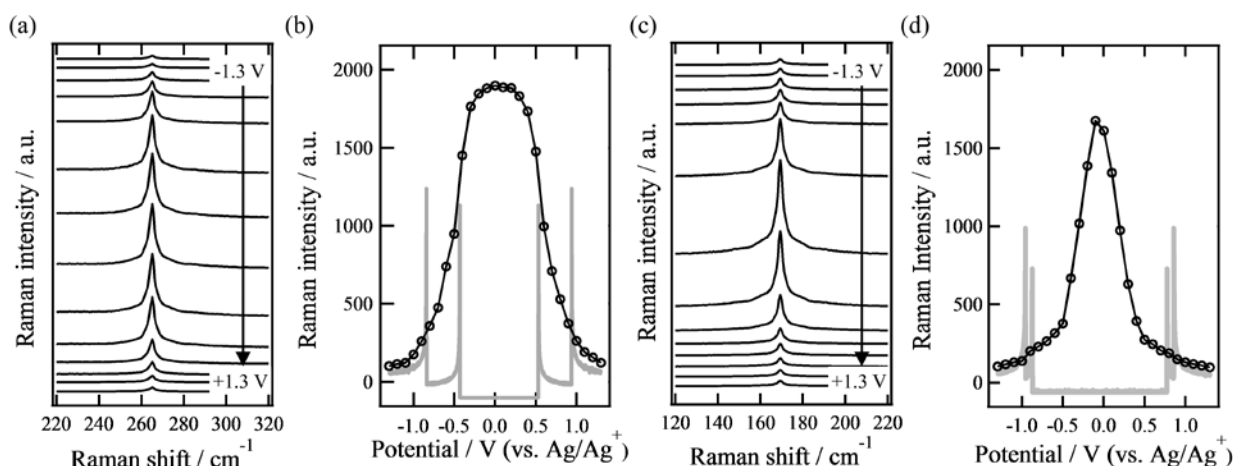 (a)
Raman intensity / a.u.
-1.3 V
+1.3 V
220 240 260 280 300 320
Raman shift / cm-1
(b)
Raman intensity / a.u.
2000
1500
1000
500
0
-1.0 -0.5 0.0 0.5 1.0
Potential / V (vs. Ag/Ag+)
(c)
Raman intensity / a.u.
-1.3 V
+1.3 V
120 140 160 180 200 220
Raman shift / cm-1
(d)
Raman Intensity / a.u.
2000
1500
1000
500
0
-1.0 -0.5 0.0 0.5 1.0
Potential / V (vs. Ag/Ag+)